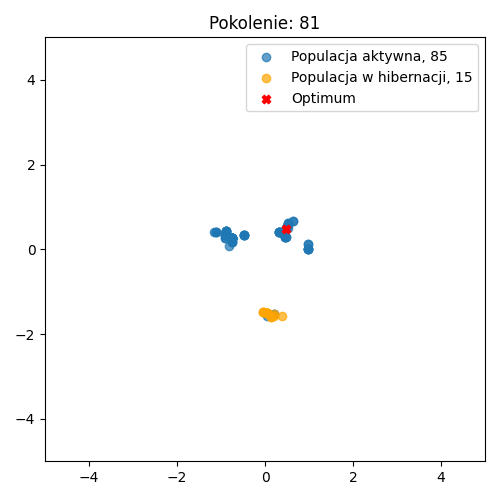 Pokolenie: 81
Populacja aktywna, 85
Populacja w hibernacji, 15
Optimum
4
2
0
−2
−4
−4
−2
0
2
4